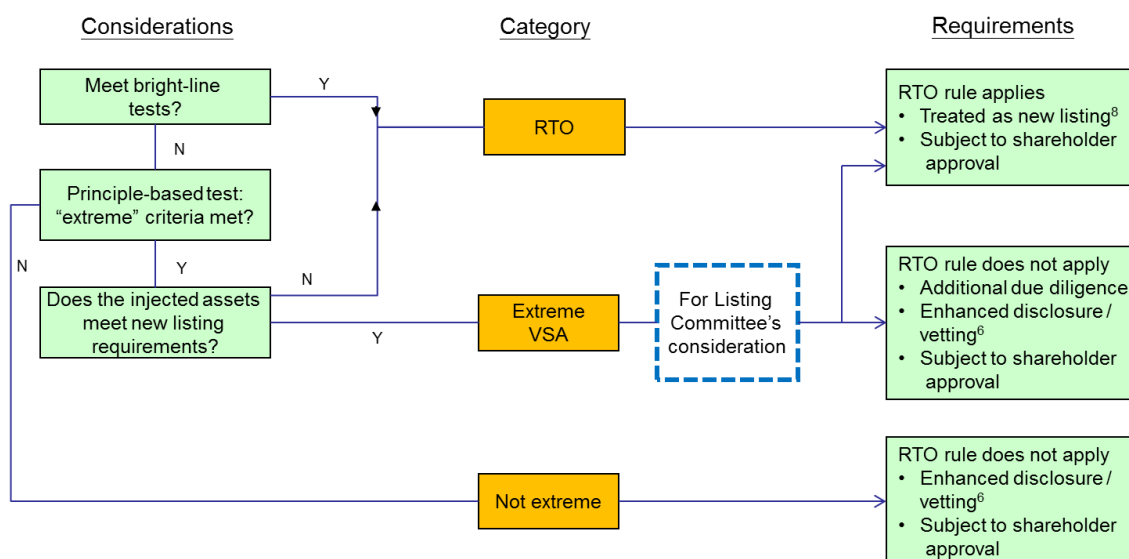 Considerations
Category
Requirements
Meet bright-line
tests?
Y
N
RTO
RTO rule applies
• Treated as new listing8
• Subject to shareholder
approval
Principle-based test:
“extreme” criteria met?
N
Y
N
Does the injected assets
meet new listing
requirements?
Y
Extreme
VSA
For Listing
Committee’s
consideration
RTO rule does not apply
• Additional due diligence
• Enhanced disclosure /
vetting6
• Subject to shareholder
approval
Not extreme
RTO rule does not apply
• Enhanced disclosure /
vetting6
• Subject to shareholder
approval